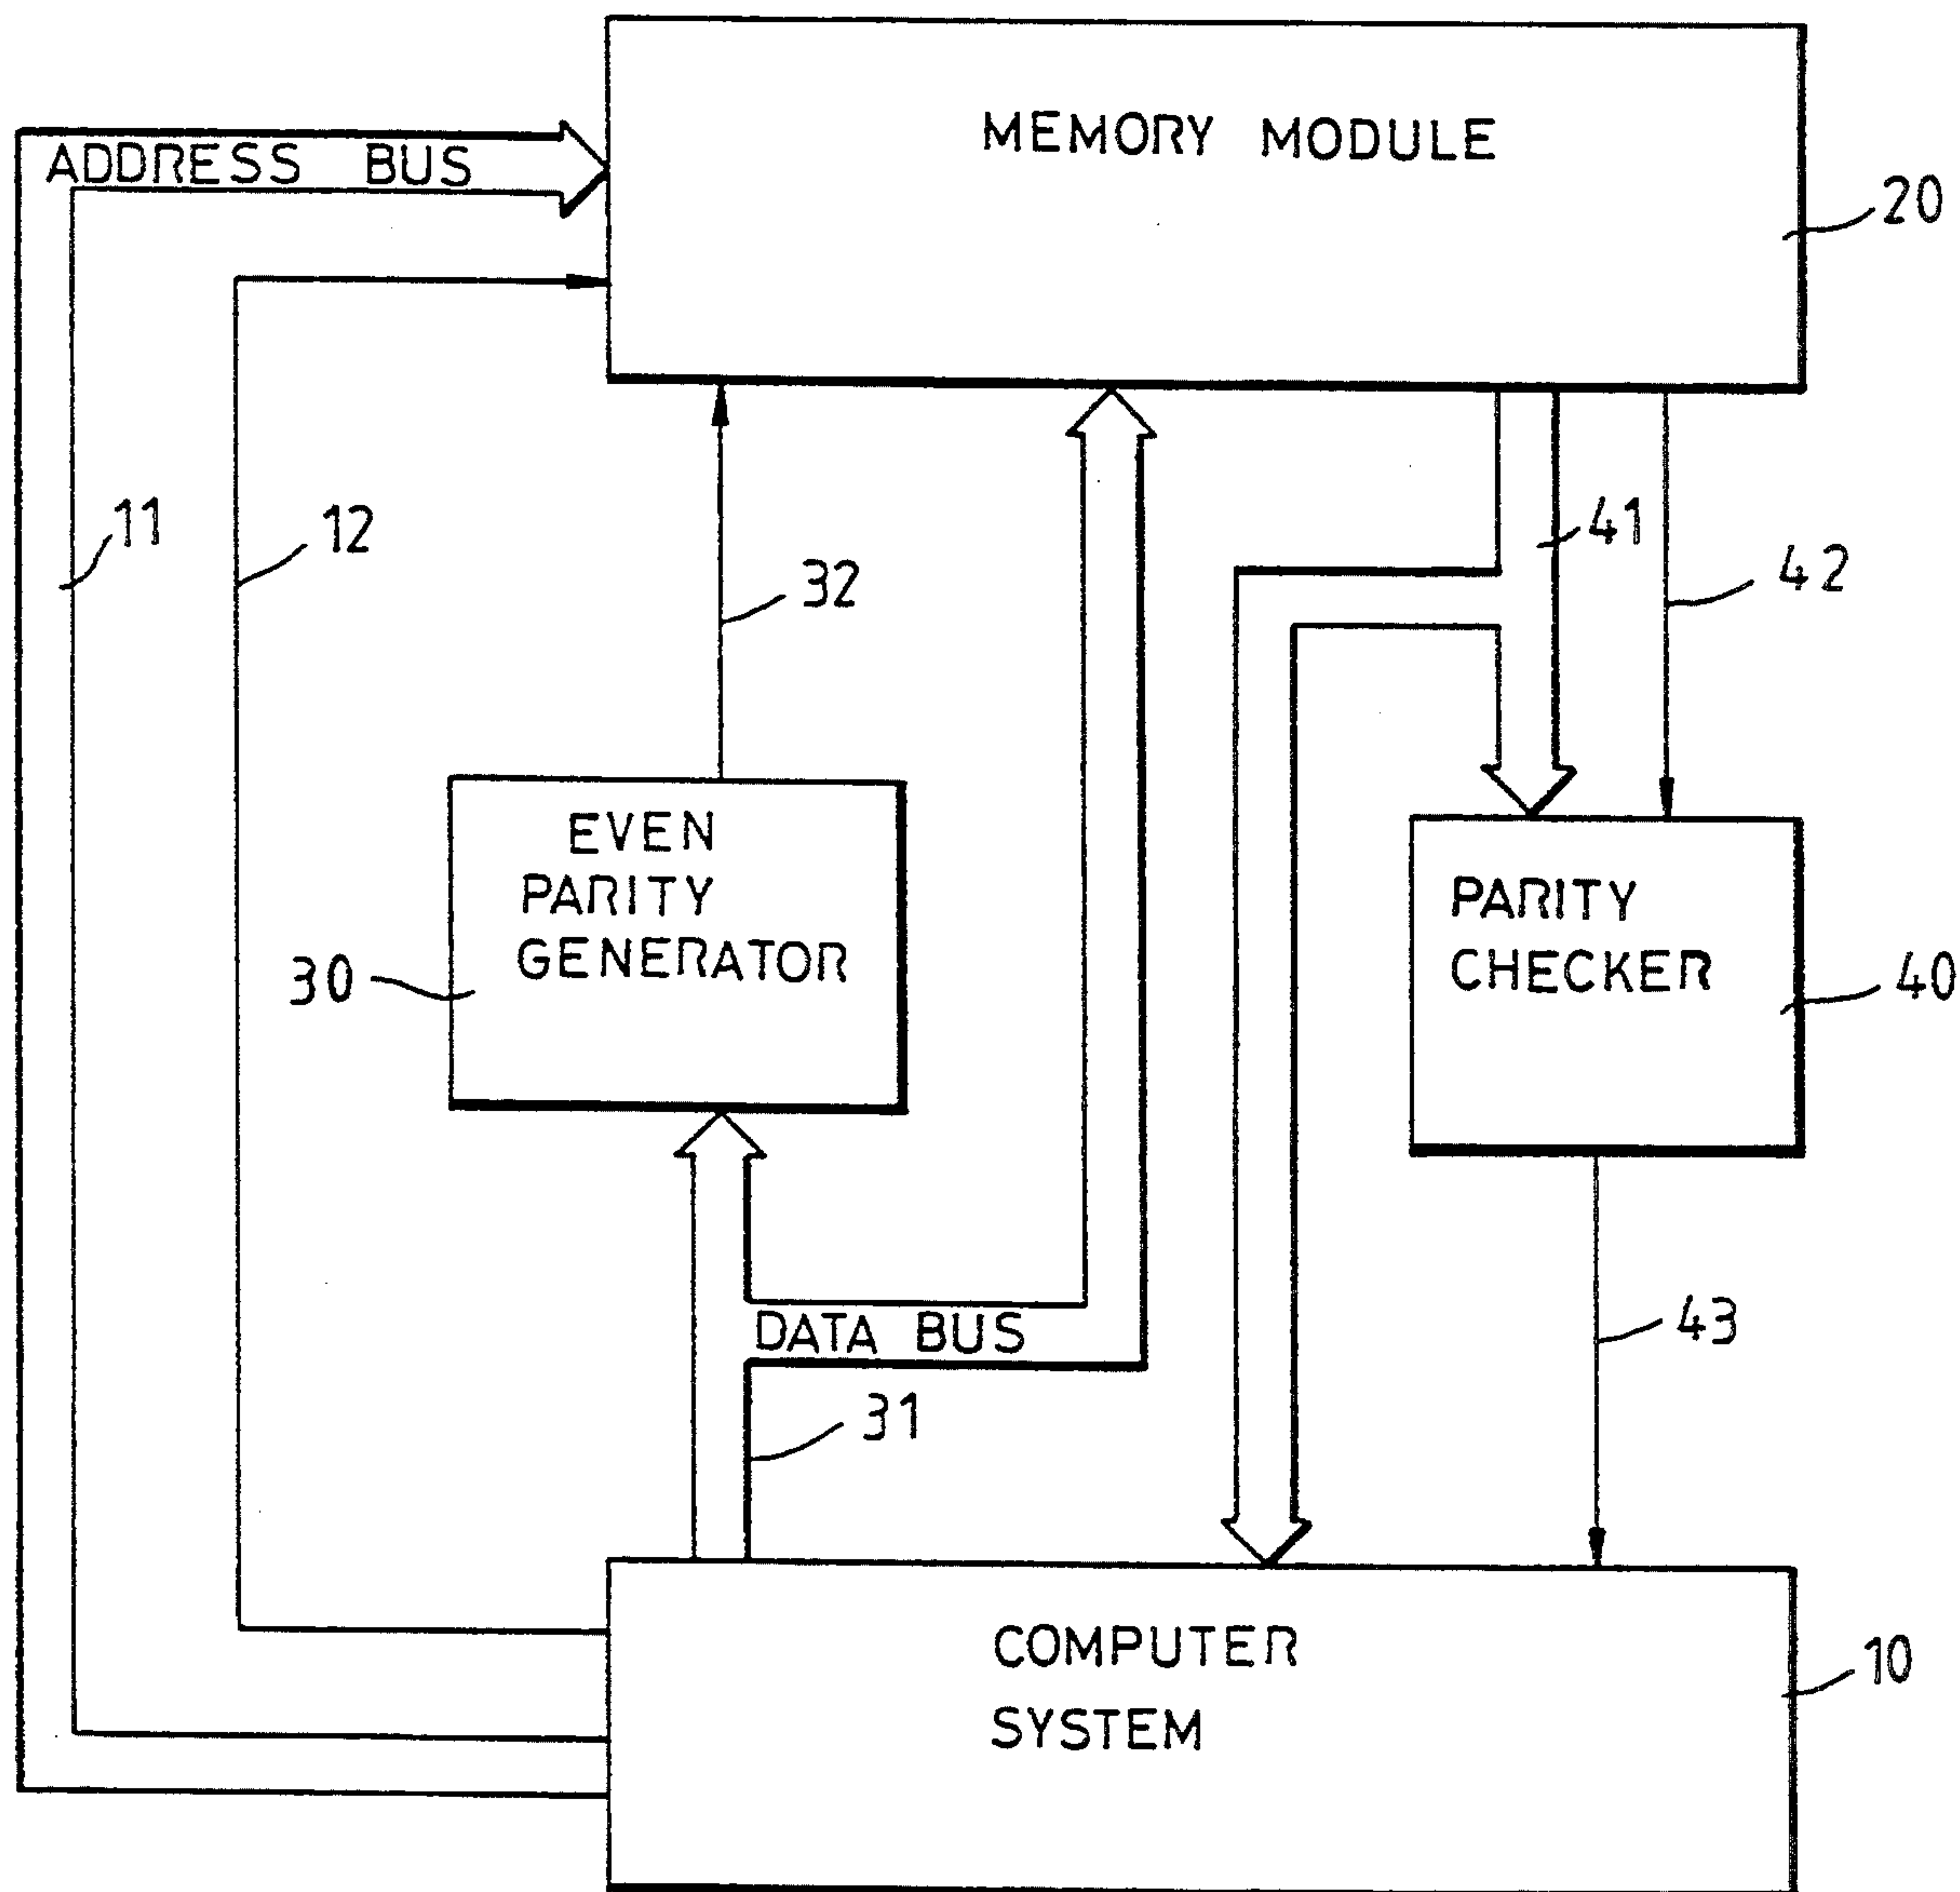 MEMORY MODULE
ADDRESS BUS
20
11
12
41
42
32
EVEN
PARITY
GENERATOR
PARITY
CHECKER
30
40
DATA BUS
43
31
COMPUTER
SYSTEM
10